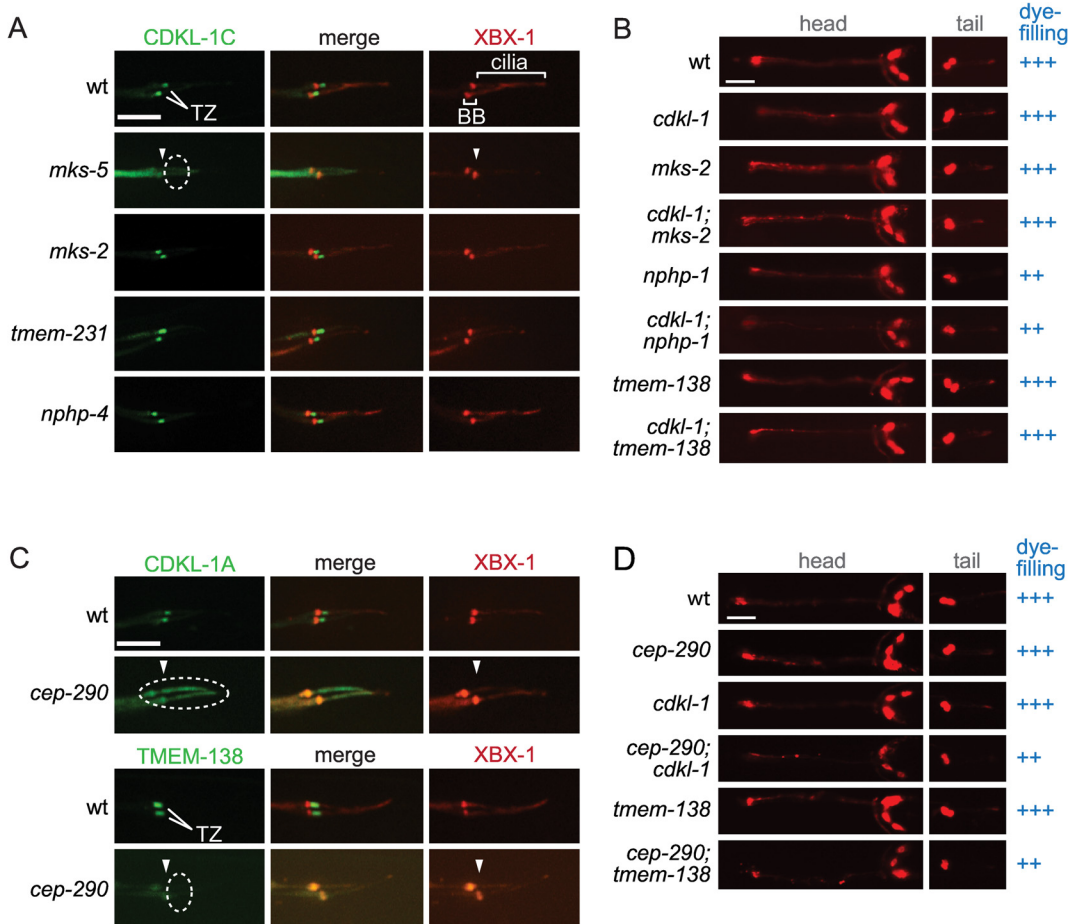 A
CDKL-1C
merge
XBX-1
wt
TZ
cilia
BB
mks-5
mks-2
tmem-231
nphp-4
B
head
tail
dye-
filling
wt
+++
cdkl-1
+++
mks-2
+++
cdkl-1;
mks-2
+++
nphp-1
++
cdkl-1;
nphp-1
++
tmem-138
+++
cdkl-1;
tmem-138
+++
C
CDKL-1A
merge
XBX-1
wt
cep-290
TMEM-138
merge
XBX-1
wt
TZ
cep-290
D
head
tail
dye-
filling
wt
+++
cep-290
+++
cdkl-1
+++
cep-290;
cdkl-1
++
tmem-138
+++
cep-290;
tmem-138
++